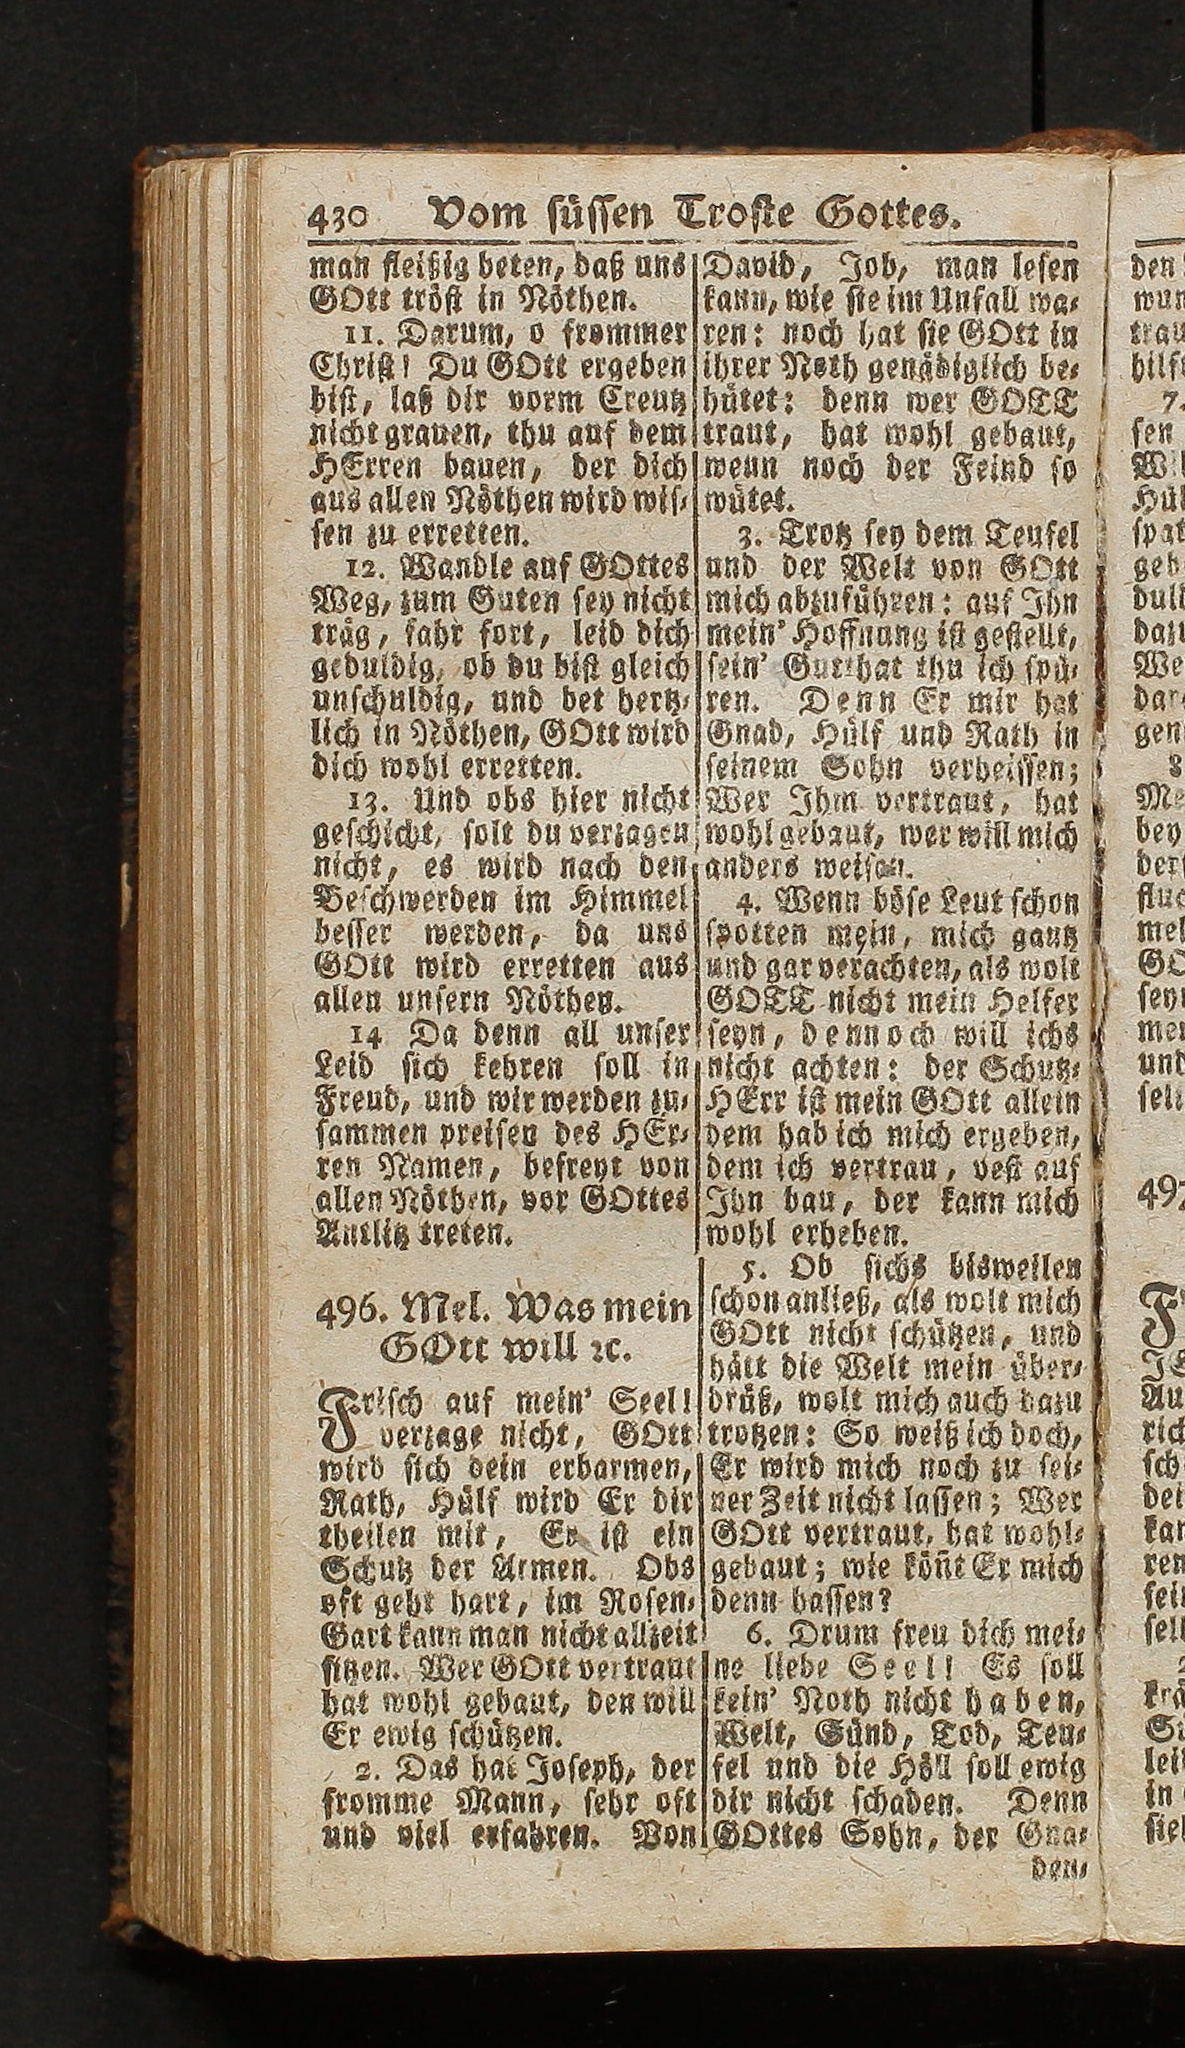 430 Vom süssen Troste Gottes.
man fleißig beten, daß uns
GOtt tröst in Nöthen.
11. Darum, o frommer
Christ! Du GOtt ergeben
bist, laß dir vorm Creutz
nicht grauen, thu auf dem
HErren bauen, der dich
aus allen Nöthen wird wis-
sen zu erretten.
12. Wandle auf GOttes
Weg, zum Guten sey nicht
träg, fahr fort, leid dich
geduldig, ob du bist gleich
unschuldig, und bet hertz-
lich in Nöthen, GOtt wird
dich wohl erretten.
13. Und obs hier nicht
geschicht, solt du verzagen
nicht, es wird nach den
Beschwerden im Himmel
besser werden, da uns
GOtt wird erretten aus
allen unsern Nöthen.
14 Da denn all unser
Leid sich kehren soll in
Freud, und wir werden zu-
sammen preisen des HEr-
ren Namen, befreyt von
allen Nöthen, vor GOttes
Antlitz treten.
496. Mel. Was mein
GOtt will ꝛc.
Frisch auf mein' Seel!
verzage nicht, GOtt
wird sich dein erbarmen,
Rath, Hülf wird Er dir
theilen mit, Er ist ein
Schutz der Armen. Obs
oft geht hart, im Rosen-
Gart kann man nicht allzeit
sitzen. Wer GOtt vertraut
hat wohl gebaut, den will
Er ewig schützen.
2. Das hat Joseph, der
fromme Mann, sehr oft
und viel erfahren. Von
David, Job, man lesen
kann, wie sie im Unfall wa-
ren: noch hat sie GOtt in
ihrer Noth genädiglich be-
hütet: denn wer GOTT
traut, hat wohl gebaut,
wenn noch der Feind so
wütet.
3. Trotz sey dem Teufel
und der Welt von GOtt
mich abzuführen: auf Ihn
mein' Hoffnung ist gestellt,
sein' Gutthat thu ich spü-
ren. Denn Er mir hat
Gnad, Hülf und Rath in
seinem Sohn verheissen;
Wer Ihm vertraut, hat
wohl gebaut, wer will mich
anders weisen.
4. Wenn böse Leut schon
spotten mein, mich gantz
und gar verachten, als wolt
GOTT nicht mein Helfer
seyn, dennoch will ichs
nicht achten: der Schutz-
HErr ist mein GOtt allein
dem hab ich mich ergeben,
dem ich vertrau, vest auf
Ihn bau, der kann mich
wohl erheben.
5. Ob sichs bisweilen
schon anließ, als wolt mich
GOtt nicht schützen, und
hätt die Welt mein über-
drüß, wolt mich auch dazu
trotzen: So weiß ich doch,
Er wird mich noch zu sei-
ner Zeit nicht lassen; Wer
GOtt vertraut, hat wohl-
gebaut; wie köñt Er mich
denn hassen?
6. Drum freu dich mei-
ne liebe Seel! Es soll
kein' Noth nicht haben,
Welt, Sünd, Tod, Teu-
fel und die Höll soll ewig
dir nicht schaden. Denn
GOttes Sohn, der Gna-
den-